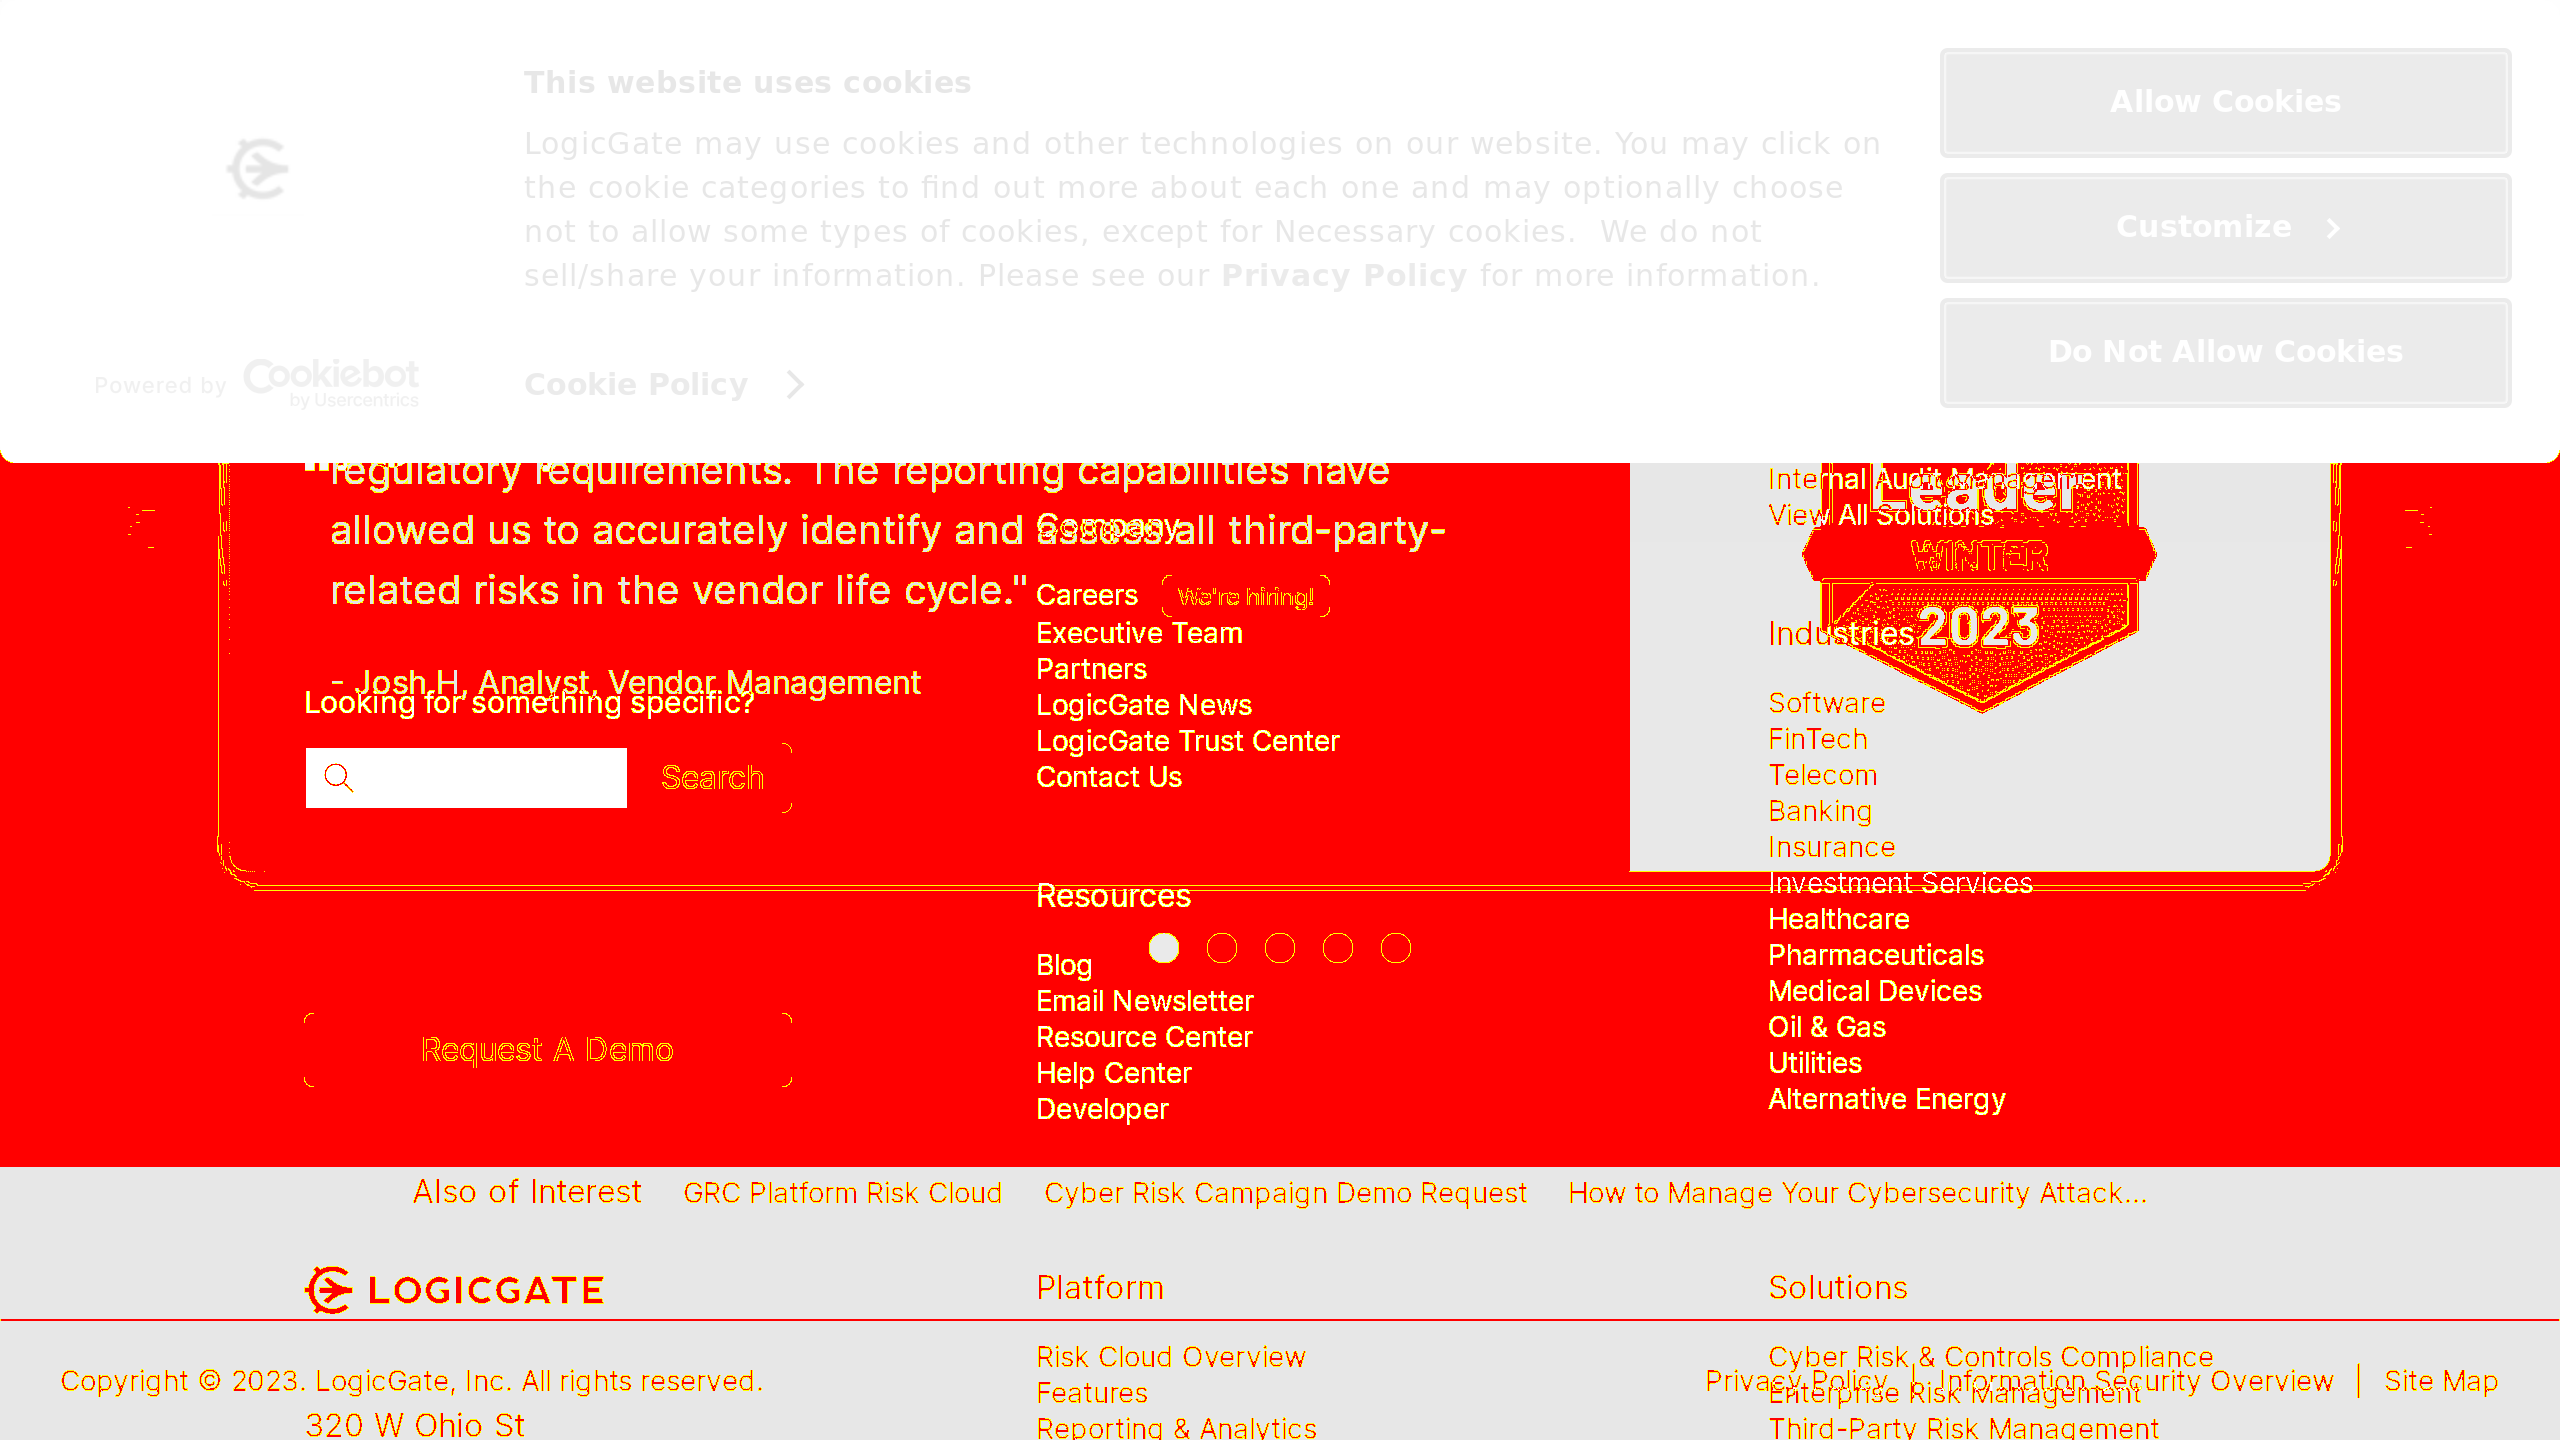 This website uses cookies
LogicGate may use cookies and other technologies on our website. You may click on
the cookie categories to find out more about each one and may optionally choose
not to allow some types of cookies, except for Necessary cookies.  We do not
sell/share your information. Please see our Privacy Policy for more information.
Powered by Cookiebot
by Usercentrics
Cookie Policy
Allow Cookies
Customize
Do Not Allow Cookies
regulatory requirements. The reporting capabilities have
allowed us to accurately identify and assess all third-party-
related risks in the vendor life cycle."
- Josh H, Analyst, Vendor Management
Looking for something specific?
Search
Request A Demo
Company
Careers We're hiring!
Executive Team
Partners
LogicGate News
LogicGate Trust Center
Contact Us
Resources
Blog
Email Newsletter
Resource Center
Help Center
Developer
Internal Audit Management
View All Solutions
Leader
WINTER
2023
Industries
Software
FinTech
Telecom
Banking
Insurance
Investment Services
Healthcare
Pharmaceuticals
Medical Devices
Oil & Gas
Utilities
Alternative Energy
Also of Interest GRC Platform Risk Cloud Cyber Risk Campaign Demo Request How to Manage Your Cybersecurity Attack...
LOGICGATE
Platform
Solutions
Risk Cloud Overview
Features
Reporting & Analytics
Cyber Risk & Controls Compliance
Enterprise Risk Management
Third-Party Risk Management
Copyright © 2023. LogicGate, Inc. All rights reserved.
Privacy Policy | Information Security Overview | Site Map
320 W Ohio St